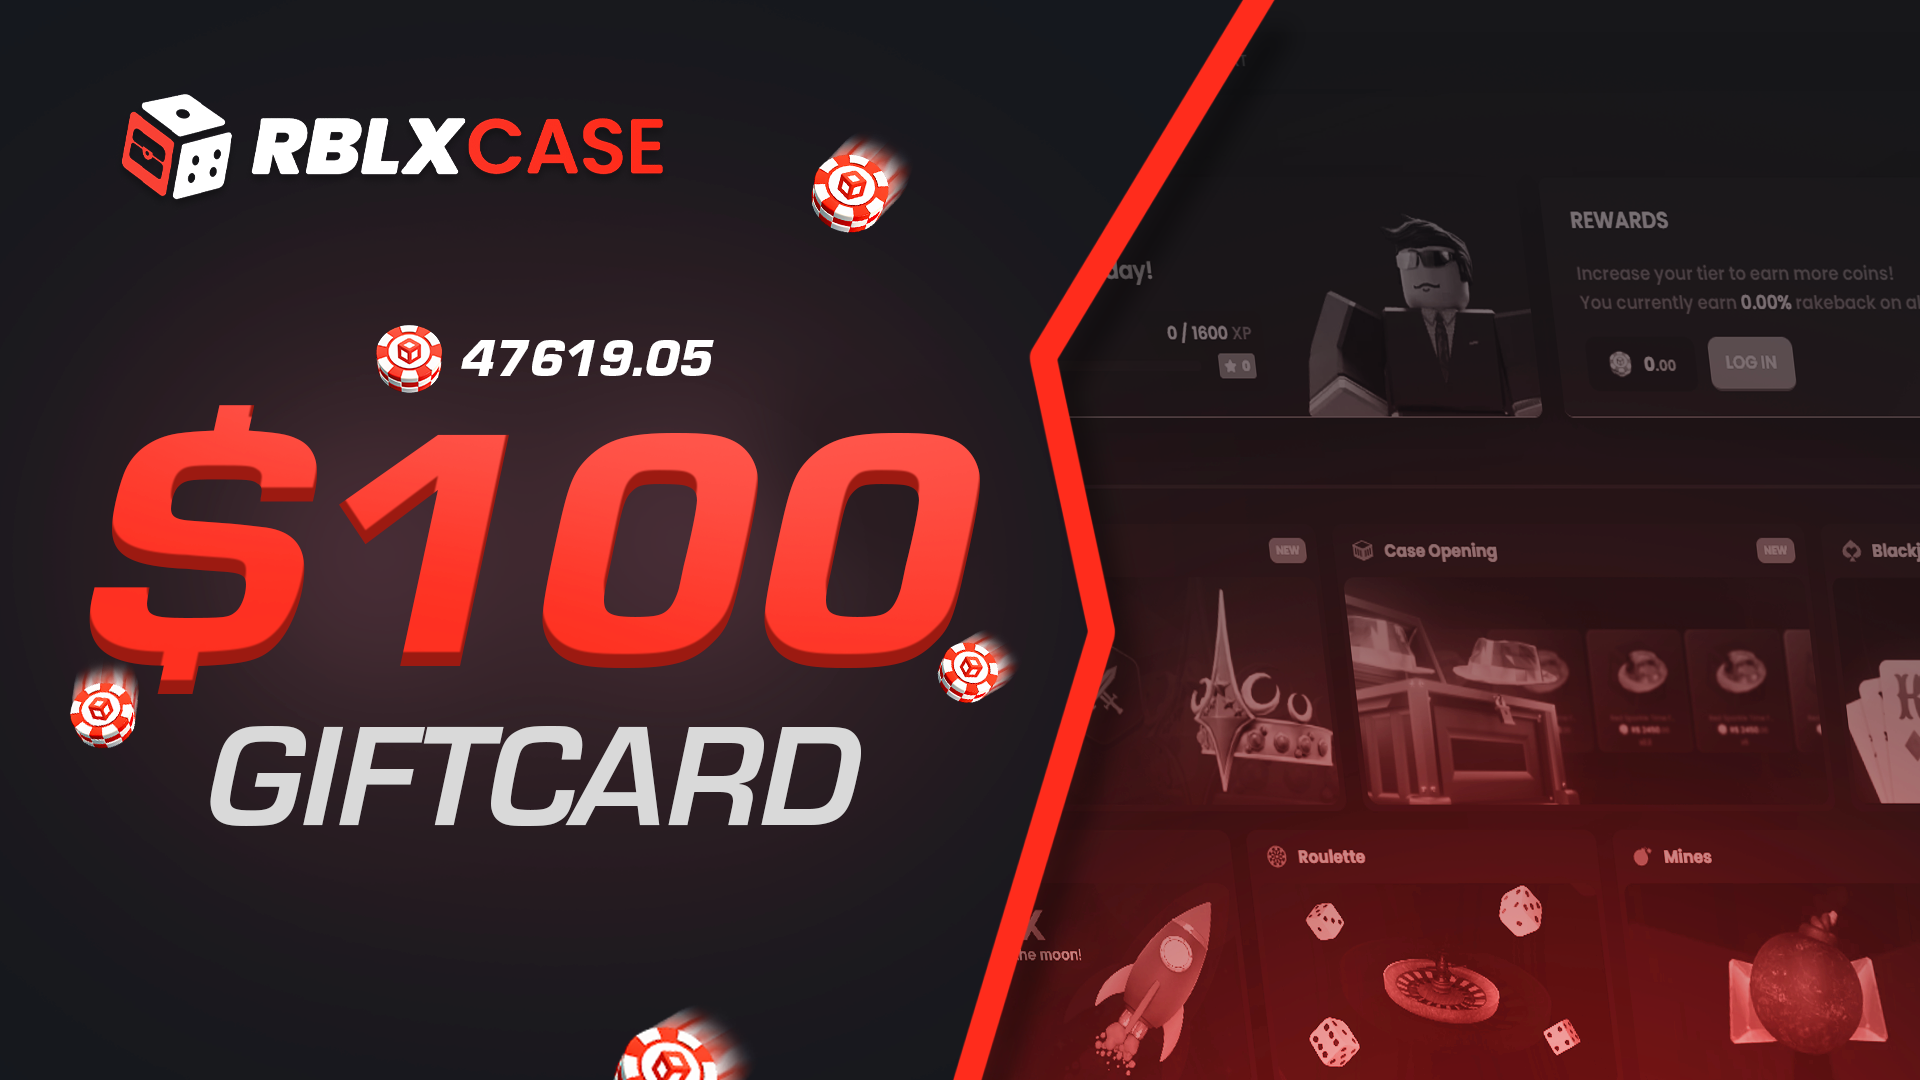 RBLXCASE
47619.05
$100
GIFTCARD
day!
0 / 1600 XP
0
REWARDS
Increase your tier to earn more coins!
You currently earn 0.00% rakeback on
0.00
LOG IN
NEW
Case Opening
NEW
Blackj
Roulette
Mines
X
he moon!